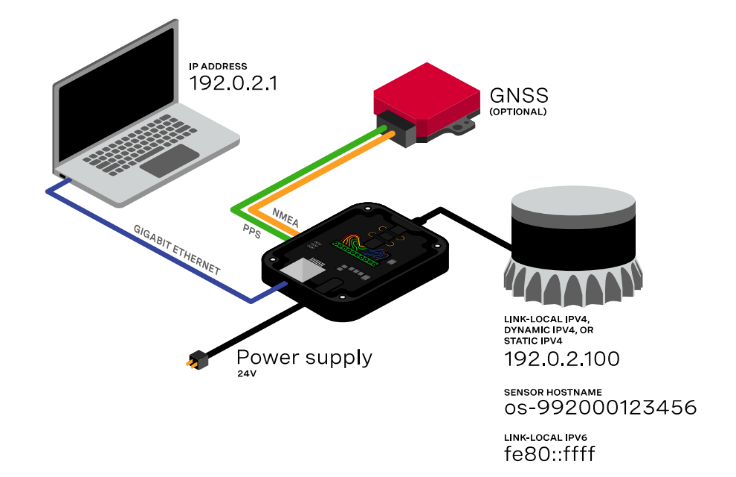 IP ADDRESS
192.0.2.1
GNSS
(OPTIONAL)
NMEA
PPS
GIGABIT ETHERNET
Power supply
24V
LINK-LOCAL IPV4,
DYNAMIC IPV4, OR
STATIC IPV4
192.0.2.100
SENSOR HOSTNAME
os-992000123456
LINK-LOCAL IPV6
fe80::ffff